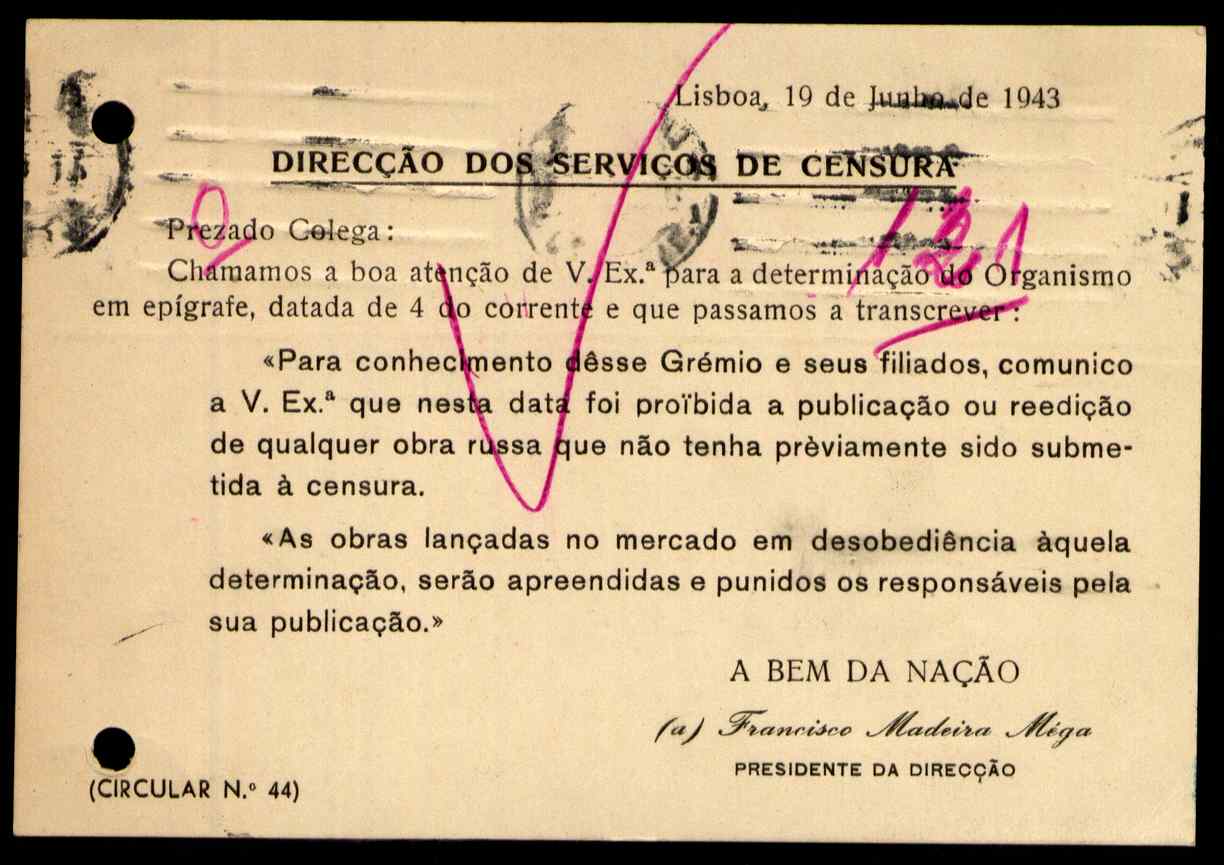 Lisboa, 19 de Junho de 1943
DIRECÇÃO DOS SERVIÇOS DE CENSURA
Prezado Colega:
Chamamos a boa atenção de V. Ex.ª para a determinação do Organismo
em epígrafe, datada de 4 do corrente e que passamos a transcrever:
«Para conhecimento dêsse Grémio e seus filiados, comunico
a V. Ex.ª que nesta data foi proïbida a publicação ou reedição
de qualquer obra russa que não tenha prèviamente sido subme-
tida à censura.
«As obras lançadas no mercado em desobediência àquela
determinação, serão apreendidas e punidos os responsáveis pela
sua publicação.»
A BEM DA NAÇÃO
(a) Francisco Madeira Méga
PRESIDENTE DA DIRECÇÃO
(CIRCULAR N.º 44)